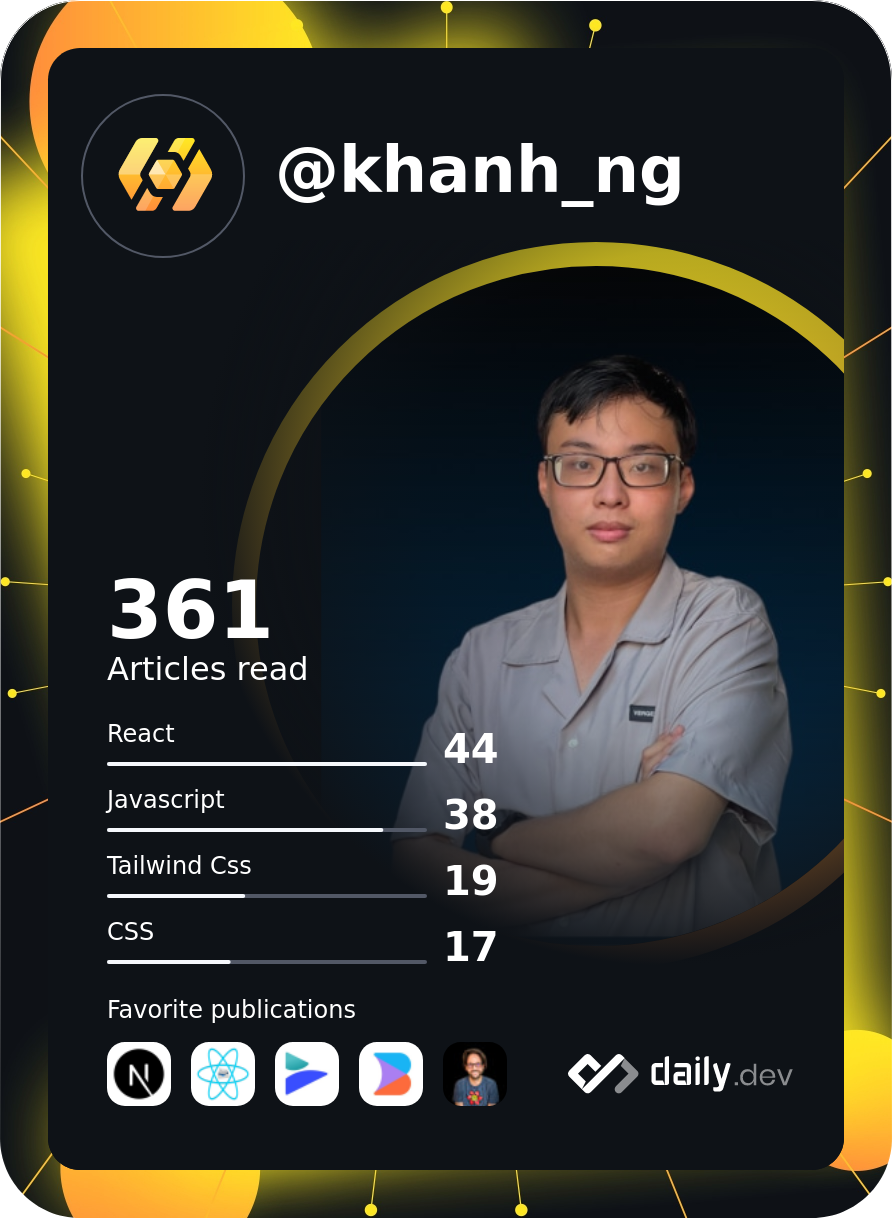 @khanh_ng
361
Articles read
React
44
Javascript
38
Tailwind Css
19
CSS
17
Favorite publications
N
daily.dev